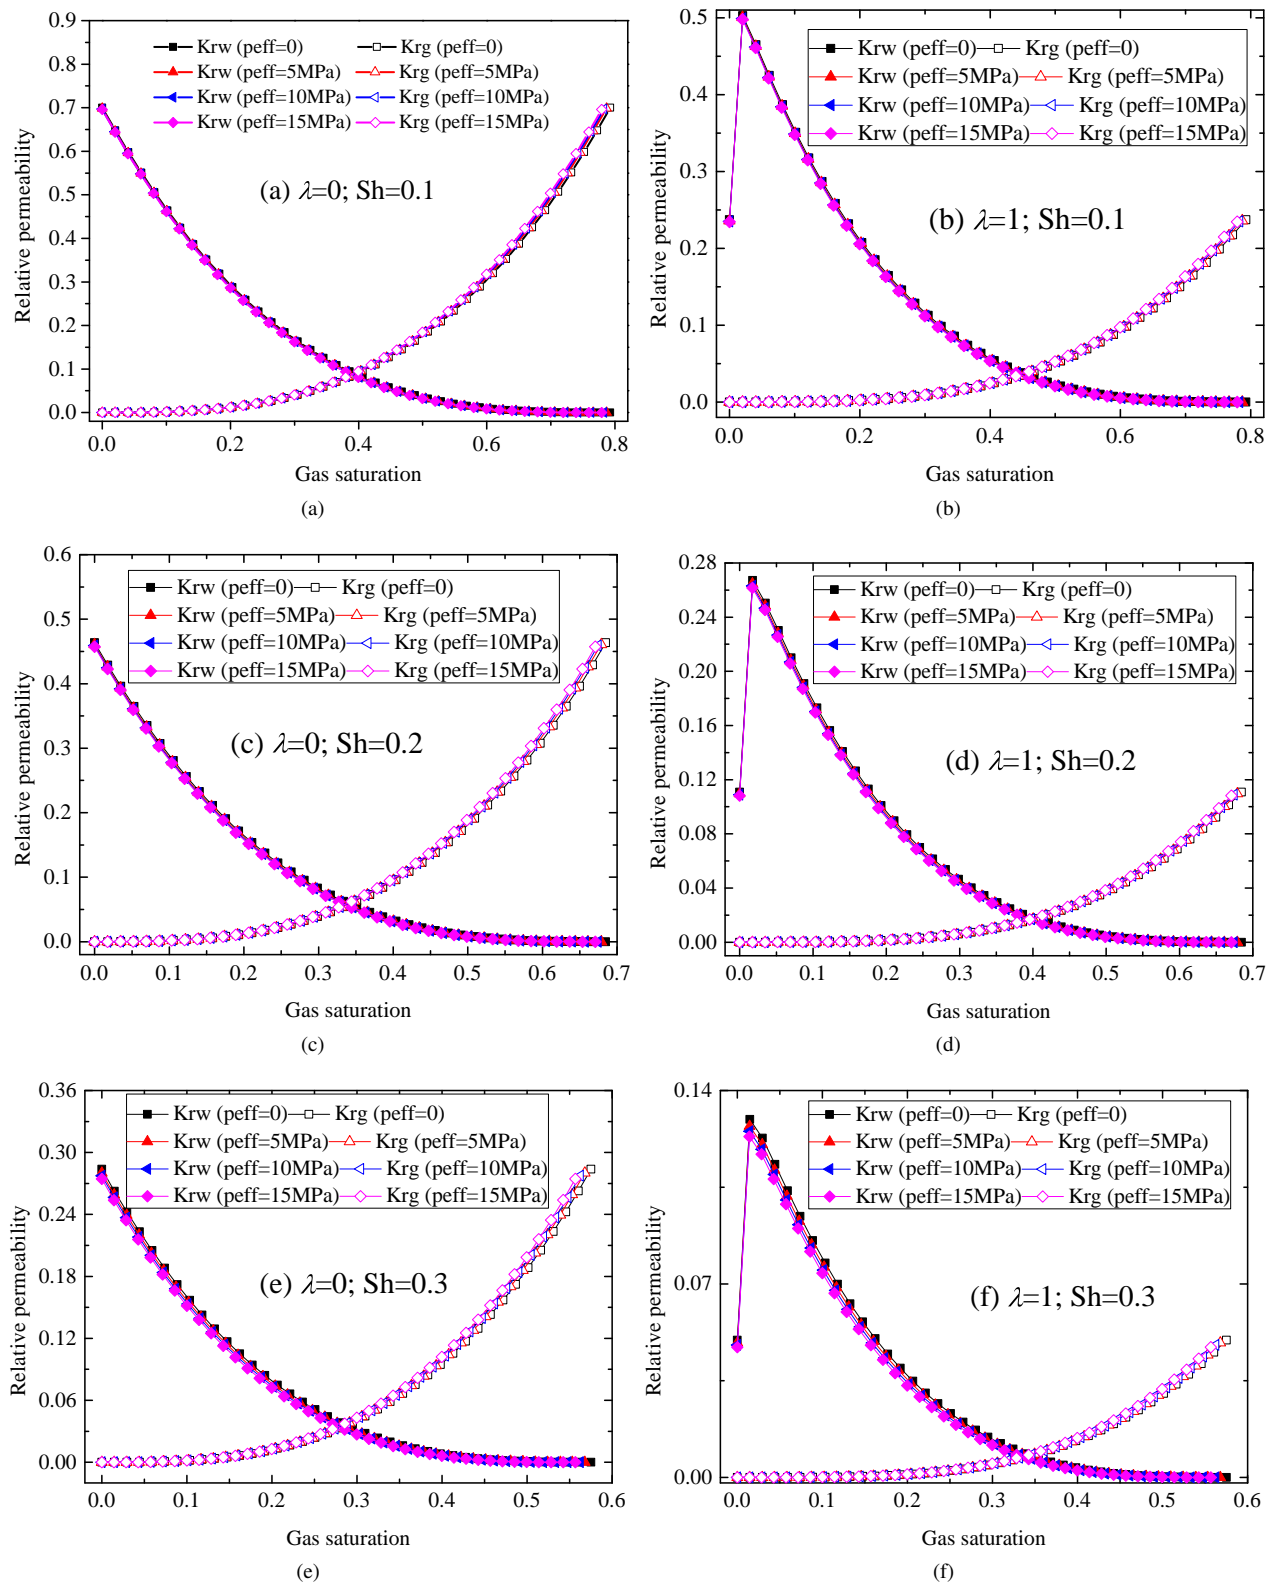 0.9
0.8
0.7
0.6
0.5
0.4
0.3
0.2
0.1
0.0
Relative permeability
Krw (peff=0) Krg (peff=0)
Krw (peff=5MPa) Krg (peff=5MPa)
Krw (peff=10MPa) Krg (peff=10MPa)
Krw (peff=15MPa) Krg (peff=15MPa)
(a) λ=0; Sh=0.1
0.0 0.2 0.4 0.6 0.8
Gas saturation
(a)
0.5
0.4
0.3
0.2
0.1
0.0
Relative permeability
Krw (peff=0) Krg (peff=0)
Krw (peff=5MPa) Krg (peff=5MPa)
Krw (peff=10MPa) Krg (peff=10MPa)
Krw (peff=15MPa) Krg (peff=15MPa)
(b) λ=1; Sh=0.1
0.0 0.2 0.4 0.6 0.8
Gas saturation
(b)
0.6
0.5
0.4
0.3
0.2
0.1
0.0
Relative permeability
Krw (peff=0) Krg (peff=0)
Krw (peff=5MPa) Krg (peff=5MPa)
Krw (peff=10MPa) Krg (peff=10MPa)
Krw (peff=15MPa) Krg (peff=15MPa)
(c) λ=0; Sh=0.2
0.0 0.1 0.2 0.3 0.4 0.5 0.6 0.7
Gas saturation
(c)
0.28
0.24
0.20
0.16
0.12
0.08
0.04
0.00
Relative permeability
Krw (peff=0) Krg (peff=0)
Krw (peff=5MPa) Krg (peff=5MPa)
Krw (peff=10MPa) Krg (peff=10MPa)
Krw (peff=15MPa) Krg (peff=15MPa)
(d) λ=1; Sh=0.2
0.0 0.1 0.2 0.3 0.4 0.5 0.6 0.7
Gas saturation
(d)
0.36
0.30
0.24
0.18
0.12
0.06
0.00
Relative permeability
Krw (peff=0) Krg (peff=0)
Krw (peff=5MPa) Krg (peff=5MPa)
Krw (peff=10MPa) Krg (peff=10MPa)
Krw (peff=15MPa) Krg (peff=15MPa)
(e) λ=0; Sh=0.3
0.0 0.1 0.2 0.3 0.4 0.5 0.6
Gas saturation
(e)
0.14
0.07
0.00
Relative permeability
Krw (peff=0) Krg (peff=0)
Krw (peff=5MPa) Krg (peff=5MPa)
Krw (peff=10MPa) Krg (peff=10MPa)
Krw (peff=15MPa) Krg (peff=15MPa)
(f) λ=1; Sh=0.3
0.0 0.1 0.2 0.3 0.4 0.5 0.6
Gas saturation
(f)